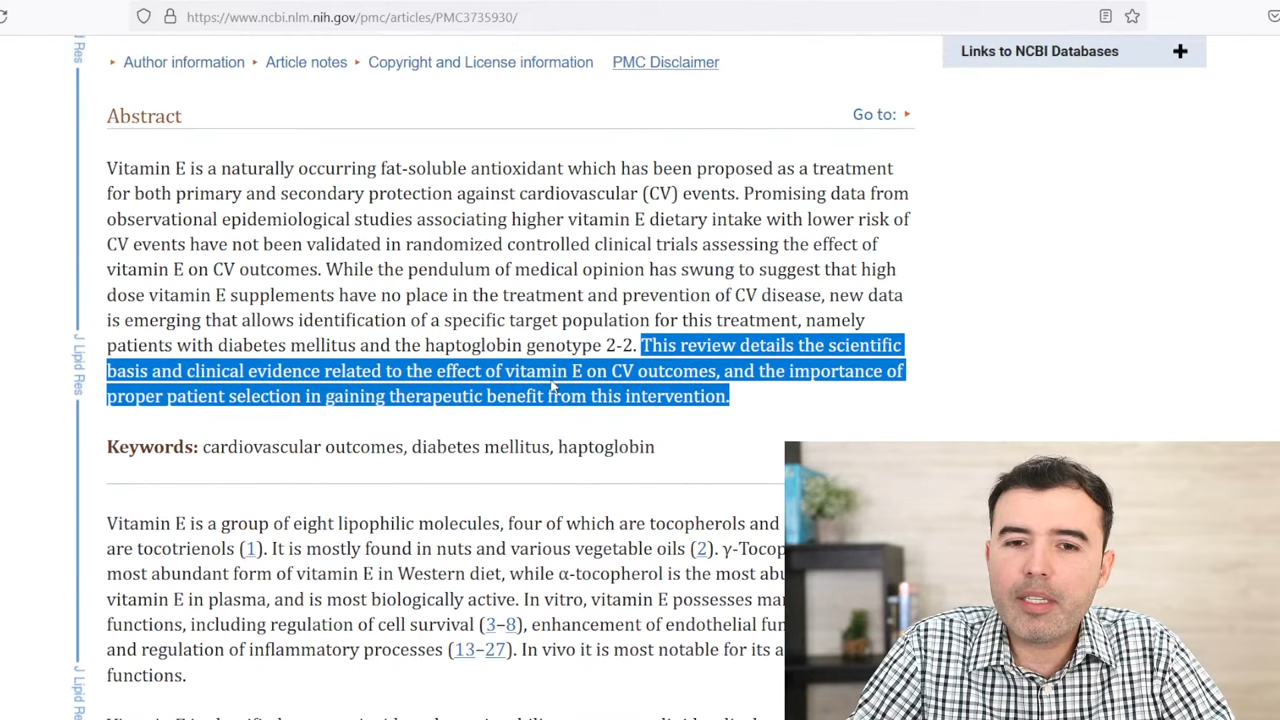 https://www.ncbi.nlm.nih.gov/pmc/articles/PMC3735930/
Links to NCBI Databases
Author information
Article notes
Copyright and License information
PMC Disclaimer
Abstract
Go to:
Vitamin E is a naturally occurring fat-soluble antioxidant which has been proposed as a treatment
for both primary and secondary protection against cardiovascular (CV) events. Promising data from
observational epidemiological studies associating higher vitamin E dietary intake with lower risk of
CV events have not been validated in randomized controlled clinical trials assessing the effect of
vitamin E on CV outcomes. While the pendulum of medical opinion has swung to suggest that high
dose vitamin E supplements have no place in the treatment and prevention of CV disease, new data
is emerging that allows identification of a specific target population for this treatment, namely
patients with diabetes mellitus and the haptoglobin genotype 2-2. This review details the scientific
basis and clinical evidence related to the effect of vitamin E on CV outcomes, and the importance of
proper patient selection in gaining therapeutic benefit from this intervention.
Keywords: cardiovascular outcomes, diabetes mellitus, haptoglobin
Vitamin E is a group of eight lipophilic molecules, four of which are tocopherols and
are tocotrienols (1). It is mostly found in nuts and various vegetable oils (2). γ-Tocop
most abundant form of vitamin E in Western diet, while α-tocopherol is the most abu
vitamin E in plasma, and is most biologically active. In vitro, vitamin E possesses ma
functions, including regulation of cell survival (3–8), enhancement of endothelial fun
and regulation of inflammatory processes (13–27). In vivo it is most notable for its a
functions.
J Lipid Res
J Lipid Res